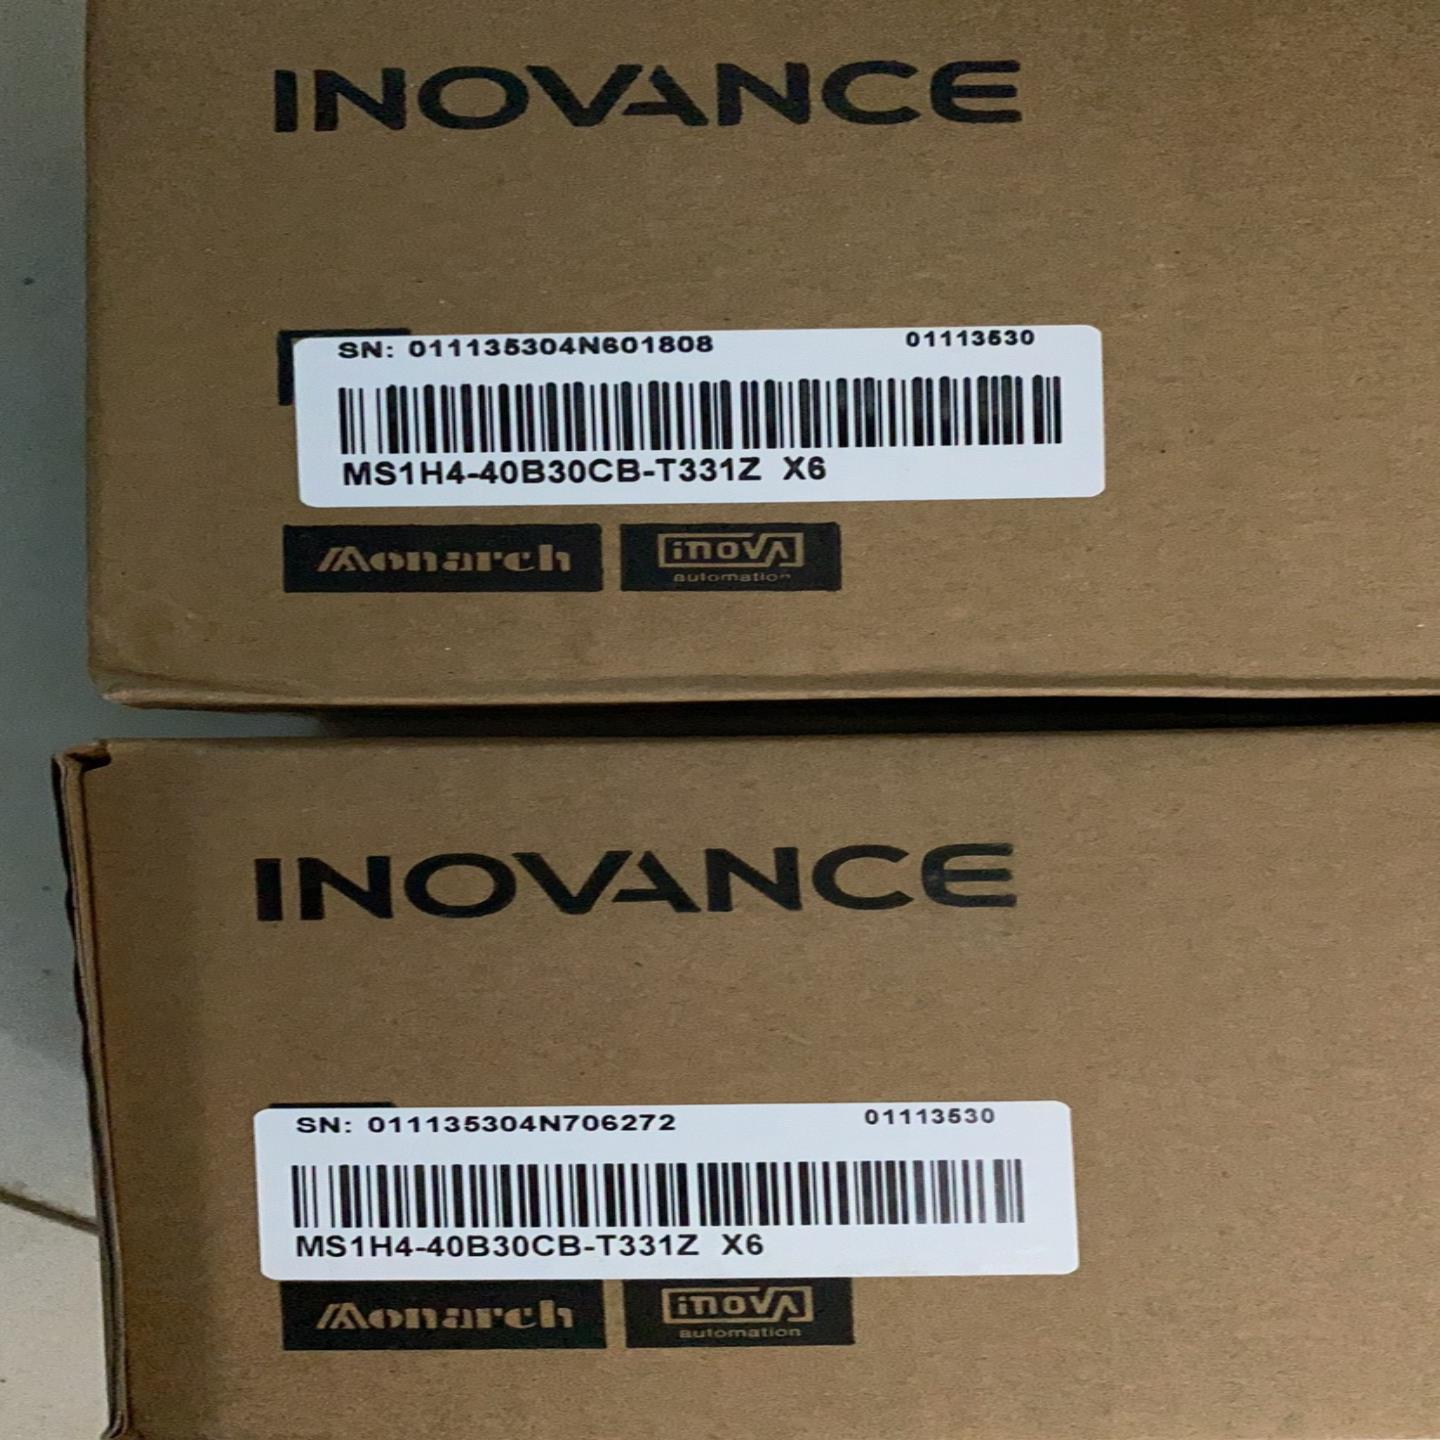 INOVANCE
SN: 011135304N601808 01113530
MS1H4-40B30CB-T331Z X6
Monarch inovA
automation
INOVANCE
SN: 011135304N706272 01113530
MS1H4-40B30CB-T331Z X6
Monarch inovA
automation